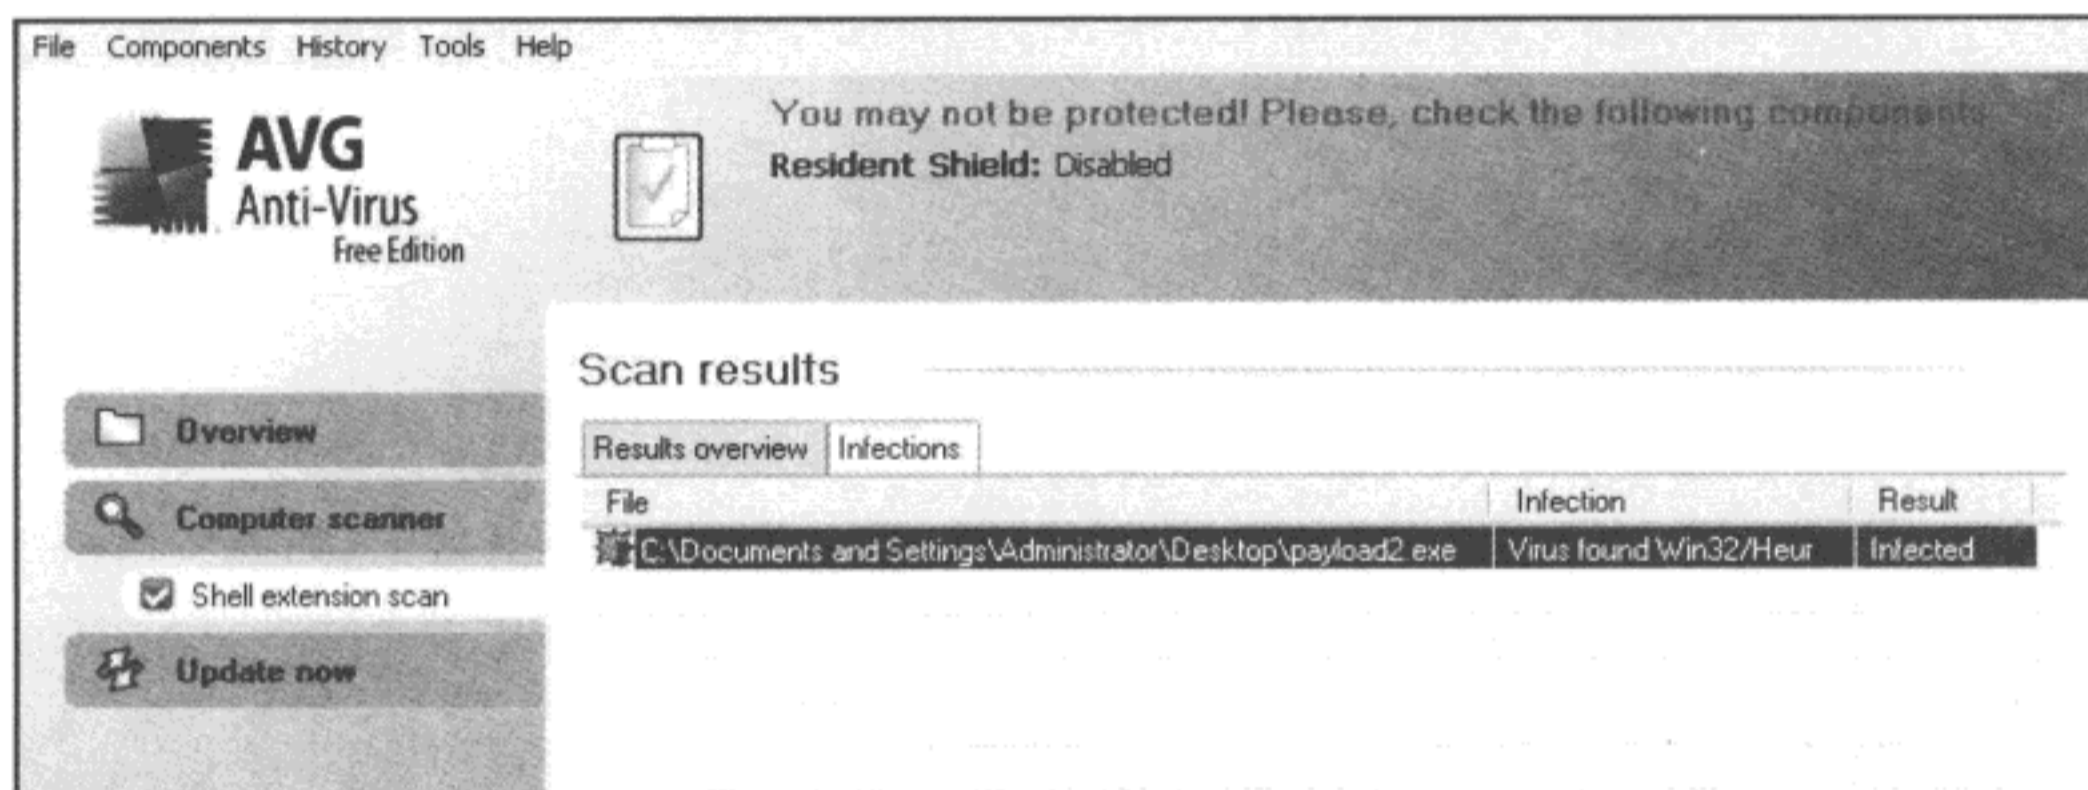 File Components History Tools Help
AVG
Anti-Virus
Free Edition
You may not be protected! Please, check the following components
Resident Shield: Disabled
Overview
Computer scanner
Shell extension scan
Update now
Scan results
Results overview Infections
File Infection Result
C:\Documents and Settings\Administrator\Desktop\payload2.exe Virus found Win32/Heur Infected